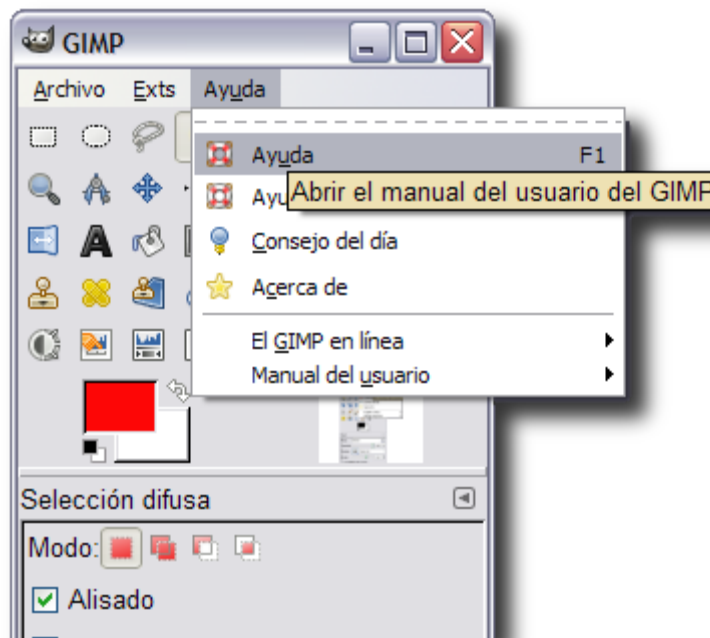 GIMP
Archivo Exts Ayuda
Ayuda F1
Ayu
Abrir el manual del usuario del GIMP
Consejo del día
Acerca de
El GIMP en línea
Manual del usuario
Selección difusa
Modo:
Alisado